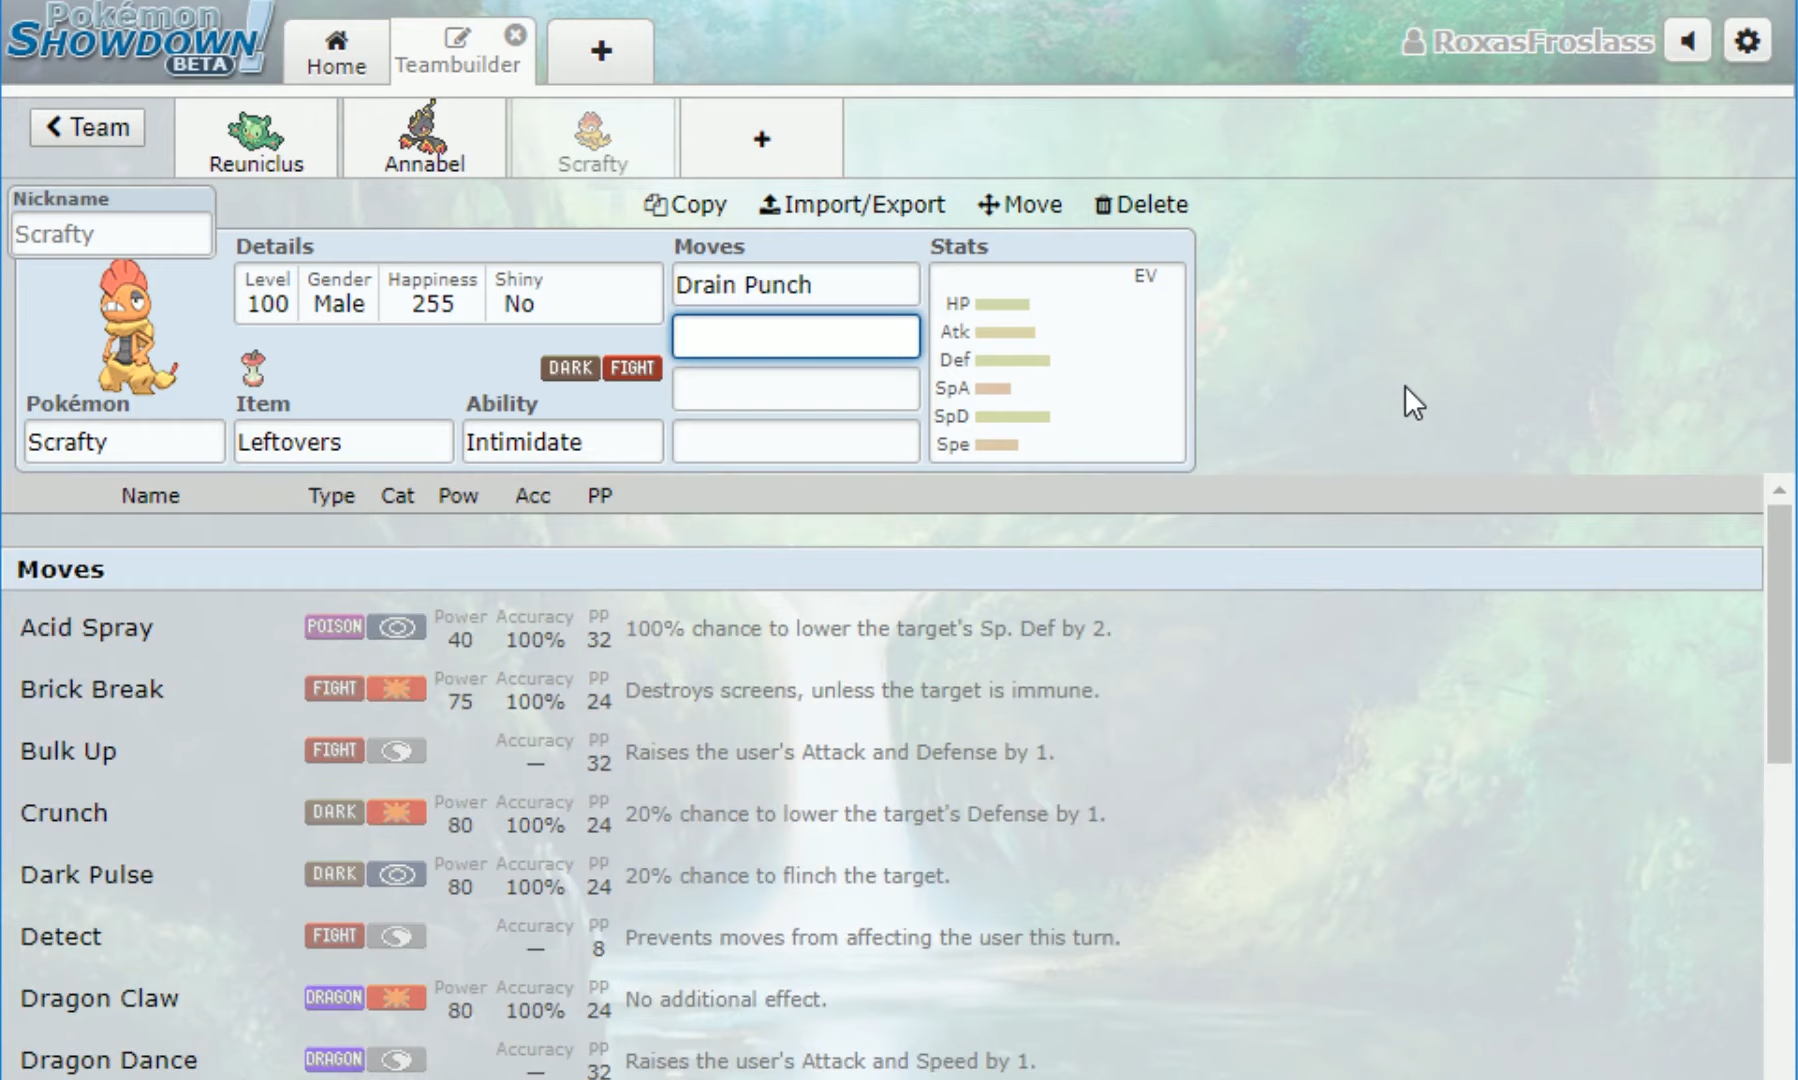 Pokémon
SHOWDOWN!
BETA
Home
Teambuilder
+
RoxasFroslass
Team
Reuniclus
Annabel
Scrafty
+
Nickname
Scrafty
Copy
Import/Export
Move
Delete
Details
Moves
Stats
Level
100
Gender
Male
Happiness
255
Shiny
No
DARK
FIGHT
Pokémon
Scrafty
Item
Leftovers
Ability
Intimidate
Drain Punch
EV
HP
Atk
Def
SpA
SpD
Spe
Name Type Cat Pow Acc PP
Moves
Acid Spray POISON Power 40 Accuracy 100% PP 32 100% chance to lower the target's Sp. Def by 2.
Brick Break FIGHT Power 75 Accuracy 100% PP 24 Destroys screens, unless the target is immune.
Bulk Up FIGHT Accuracy — PP 32 Raises the user's Attack and Defense by 1.
Crunch DARK Power 80 Accuracy 100% PP 24 20% chance to lower the target's Defense by 1.
Dark Pulse DARK Power 80 Accuracy 100% PP 24 20% chance to flinch the target.
Detect FIGHT Accuracy — PP 8 Prevents moves from affecting the user this turn.
Dragon Claw DRAGON Power 80 Accuracy 100% PP 24 No additional effect.
Dragon Dance DRAGON Accuracy — PP 32 Raises the user's Attack and Speed by 1.